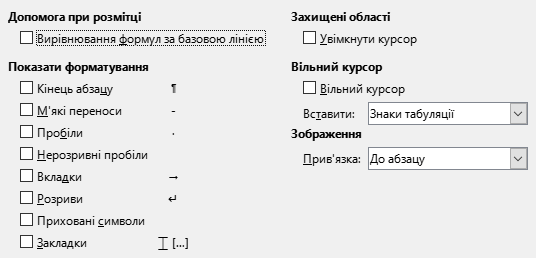 Допомога при розмітці
Вирівнювання формул за базовою лінією
Показати форматування
Кінець абзацу ¶
М'які переноси -
Пробіли ·
Нерозривні пробіли
Вкладки →
Розриви ↵
Приховані символи
Закладки ⌶ [...]
Захищені області
Увімкнути курсор
Вільний курсор
Вільний курсор
Вставити: Знаки табуляції
Зображення
Прив'язка: До абзацу